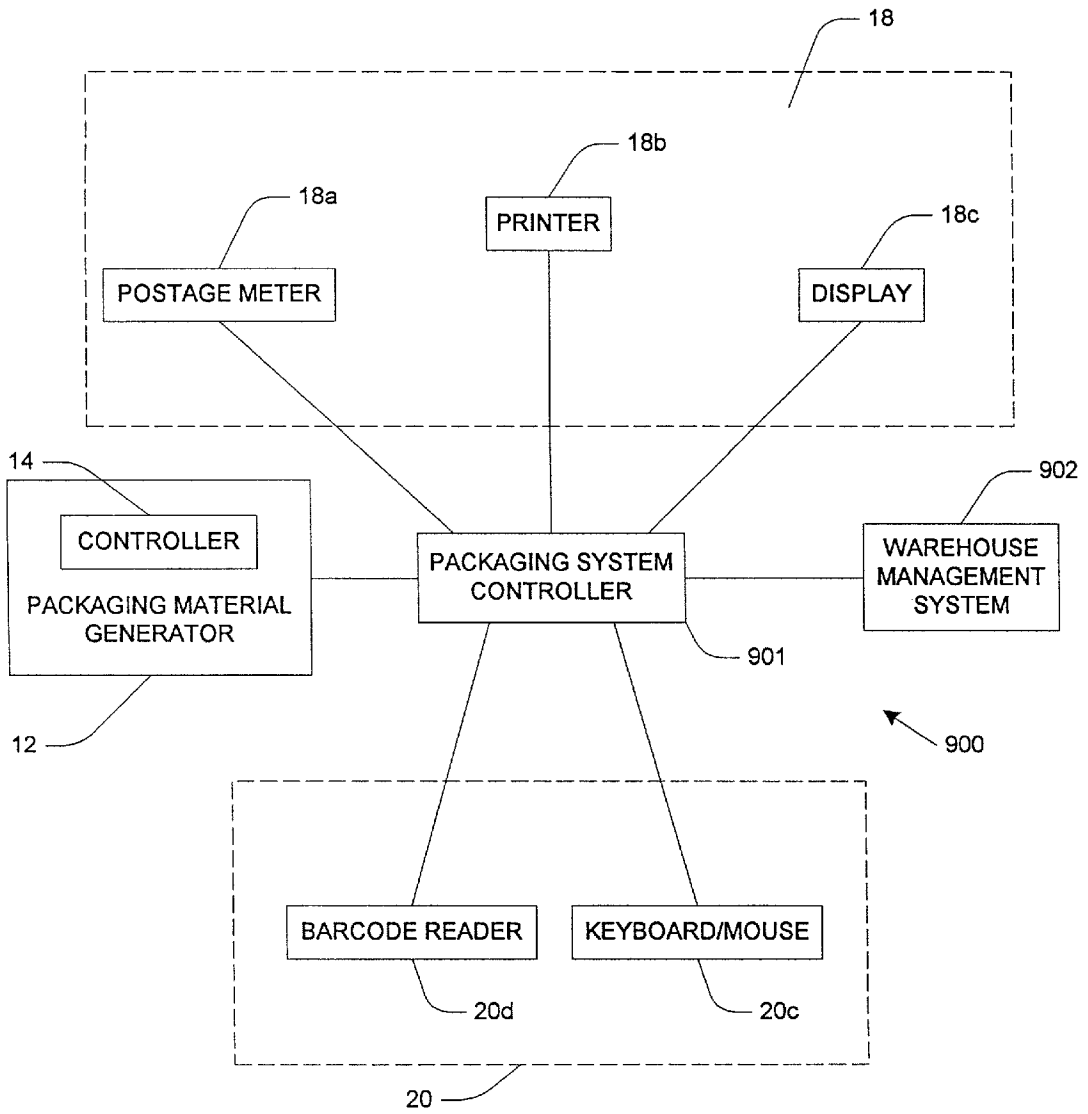 18
18b
18a
PRINTER
18c
POSTAGE METER
DISPLAY
14
902
CONTROLLER
PACKAGING SYSTEM
CONTROLLER
WAREHOUSE
MANAGEMENT
SYSTEM
PACKAGING MATERIAL
GENERATOR
901
12
900
BARCODE READER
KEYBOARD/MOUSE
20d
20c
20